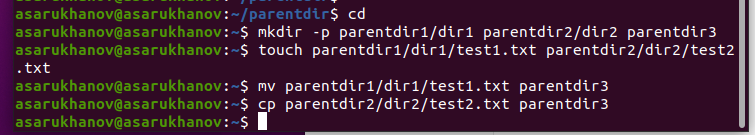 asarukhanov@asarukhanov:~/parentdir$ cd
asarukhanov@asarukhanov:~$ mkdir -p parentdir1/dir1 parentdir2/dir2 parentdir3
asarukhanov@asarukhanov:~$ touch parentdir1/dir1/test1.txt parentdir2/dir2/test2
.txt
asarukhanov@asarukhanov:~$ mv parentdir1/dir1/test1.txt parentdir3
asarukhanov@asarukhanov:~$ cp parentdir2/dir2/test2.txt parentdir3
asarukhanov@asarukhanov:~$